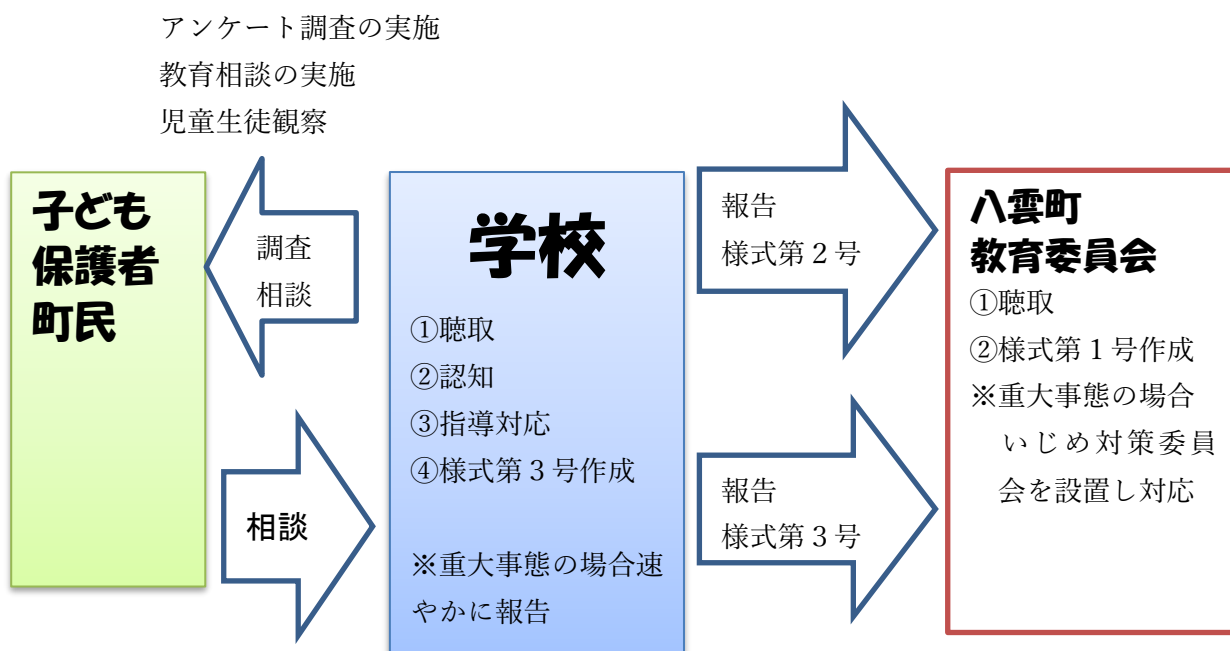 アンケート調査の実施
教育相談の実施
児童生徒観察
子ども
保護者
町民
調査
相談
相談
学校
①聴取
②認知
③指導対応
④様式第３号作成
※重大事態の場合速
やかに報告
報告
様式第２号
報告
様式第３号
八雲町
教育委員会
①聴取
②様式第１号作成
※重大事態の場合
いじめ対策委員
会を設置し対応